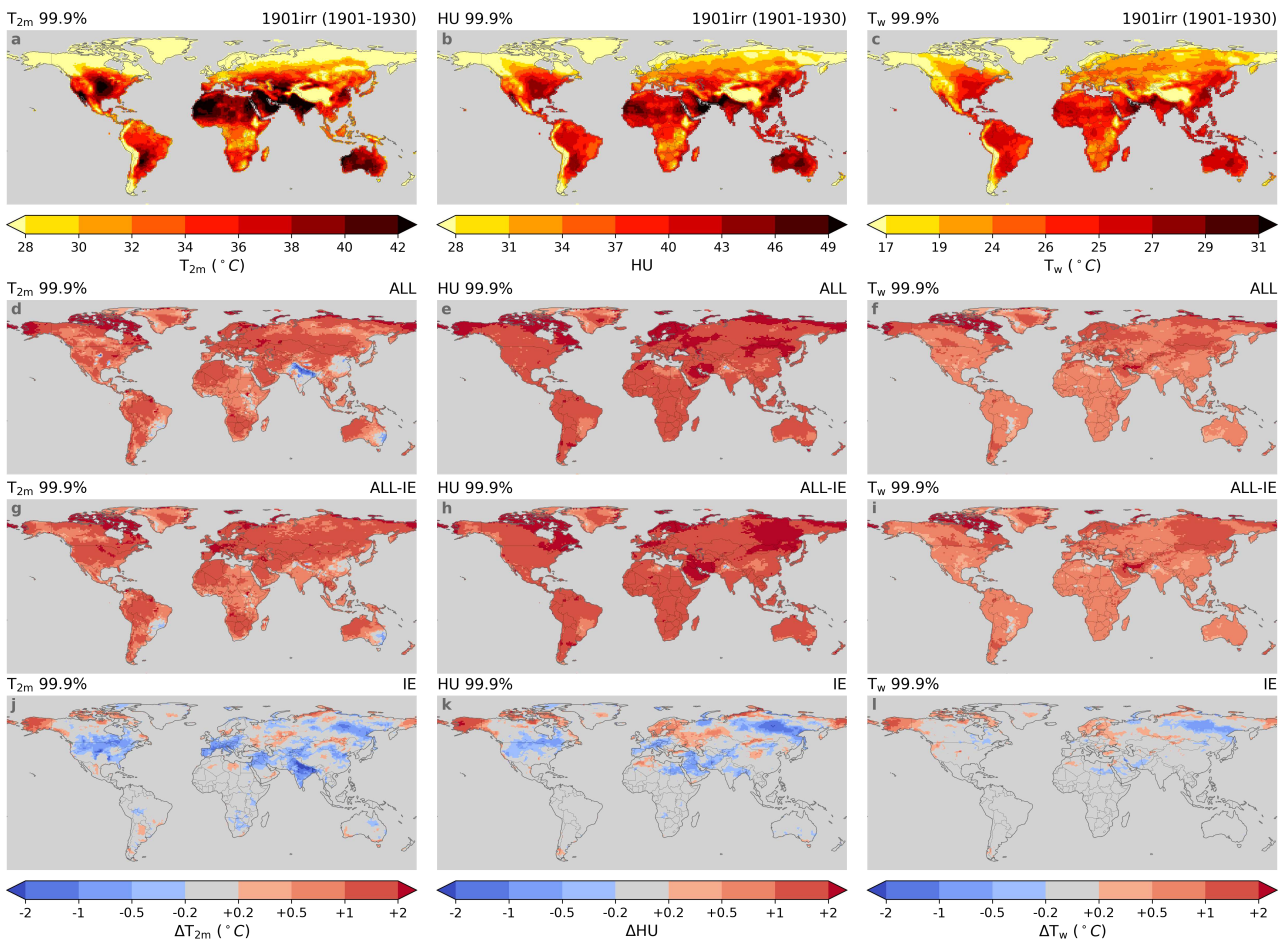 T2m 99.9% 1901irr (1901-1930) HU 99.9% 1901irr (1901-1930) Tw 99.9% 1901irr (1901-1930)
a b c
28 30 32 34 36 38 40 42 28 31 34 37 40 43 46 49 17 19 24 26 25 27 29 31
T2m (°C) HU Tw (°C)
T2m 99.9% ALL HU 99.9% ALL Tw 99.9% ALL
d e f
T2m 99.9% ALL-IE HU 99.9% ALL-IE Tw 99.9% ALL-IE
g h i
T2m 99.9% IE HU 99.9% IE Tw 99.9% IE
j k l
-2 -1 -0.5 -0.2 +0.2 +0.5 +1 +2 -2 -1 -0.5 -0.2 +0.2 +0.5 +1 +2 -2 -1 -0.5 -0.2 +0.2 +0.5 +1 +2
ΔT2m (°C) ΔHU ΔTw (°C)